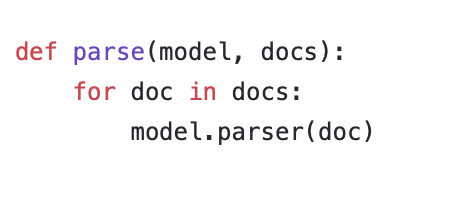 def parse(model, docs):
    for doc in docs:
        model.parser(doc)